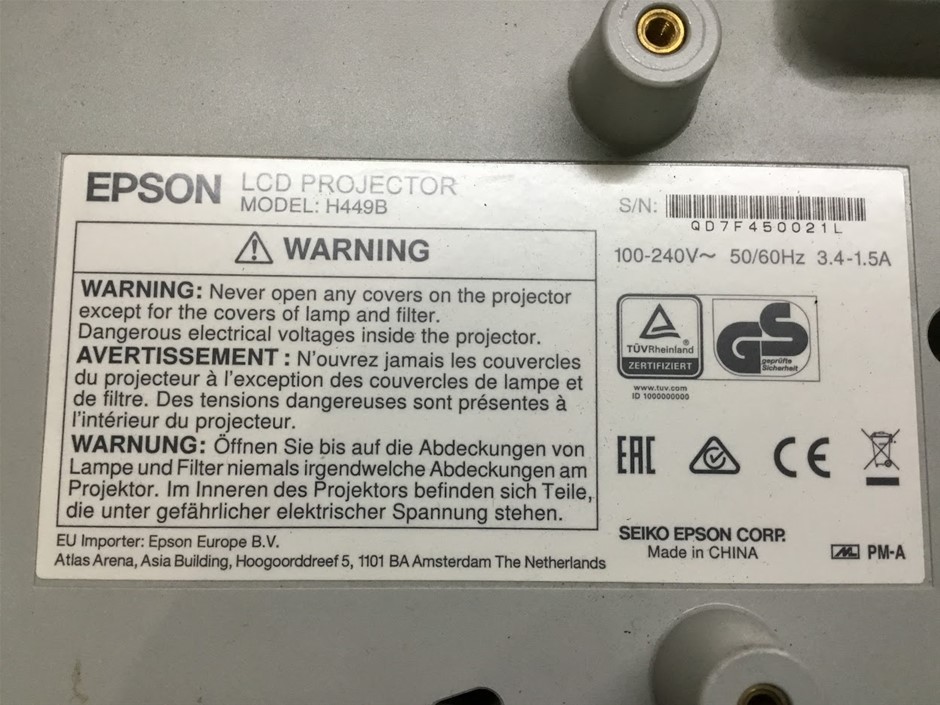 EPSON LCD PROJECTOR
MODEL: H449B
WARNING
WARNING: Never open any covers on the projector
except for the covers of lamp and filter.
Dangerous electrical voltages inside the projector.
AVERTISSEMENT : N'ouvrez jamais les couvercles
du projecteur à l'exception des couvercles de lampe et
de filtre. Des tensions dangereuses sont présentes à
l'intérieur du projecteur.
WARNUNG: Öffnen Sie bis auf die Abdeckungen von
Lampe und Filter niemals irgendwelche Abdeckungen am
Projektor. Im Inneren des Projektors befinden sich Teile,
die unter gefährlicher elektrischer Spannung stehen.
EU Importer: Epson Europe B.V.
Atlas Arena, Asia Building, Hoogoorddreef 5, 1101 BA Amsterdam The Netherlands
S/N:
QD7F450021L
100-240V~ 50/60Hz 3.4-1.5A
TÜVRheinland®
ZERTIFIZIERT
www.tuv.com
ID 1000000000
GS
geprüfte
Sicherheit
EAC
CE
SEIKO EPSON CORP.
Made in CHINA
PM-A